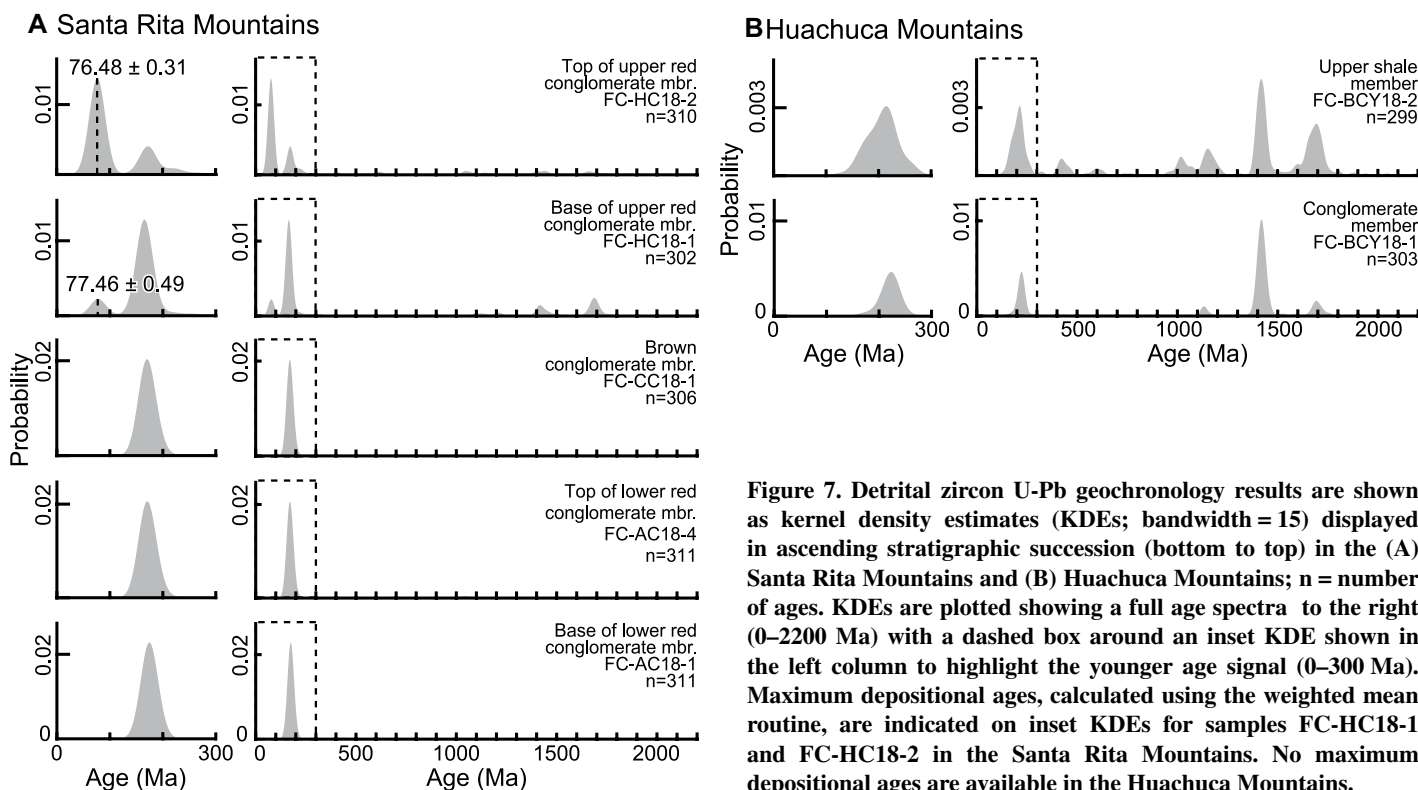 A Santa Rita Mountains
76.48 ± 0.31
0.01
0.01
Top of upper red
conglomerate mbr.
FC-HC18-2
n=310
77.46 ± 0.49
0.01
0.01
Base of upper red
conglomerate mbr.
FC-HC18-1
n=302
Probability
0.02
0.02
Brown
conglomerate mbr.
FC-CC18-1
n=306
0.02
0.02
Top of lower red
conglomerate mbr.
FC-AC18-4
n=311
0.02
0
0.02
0
Base of lower red
conglomerate mbr.
FC-AC18-1
n=311
0 300
Age (Ma)
0 500 1000 1500 2000
Age (Ma)
B Huachuca Mountains
Probability
0.003
0.003
Upper shale
member
FC-BCY18-2
n=299
0.01
0
0.01
0
Conglomerate
member
FC-BCY18-1
n=303
0 300
Age (Ma)
0 500 1000 1500 2000
Age (Ma)
Figure 7. Detrital zircon U-Pb geochronology results are shown
as kernel density estimates (KDEs; bandwidth = 15) displayed
in ascending stratigraphic succession (bottom to top) in the (A)
Santa Rita Mountains and (B) Huachuca Mountains; n = number
of ages. KDEs are plotted showing a full age spectra to the right
(0–2200 Ma) with a dashed box around an inset KDE shown in
the left column to highlight the younger age signal (0–300 Ma).
Maximum depositional ages, calculated using the weighted mean
routine, are indicated on inset KDEs for samples FC-HC18-1
and FC-HC18-2 in the Santa Rita Mountains. No maximum
depositional ages are available in the Huachuca Mountains.